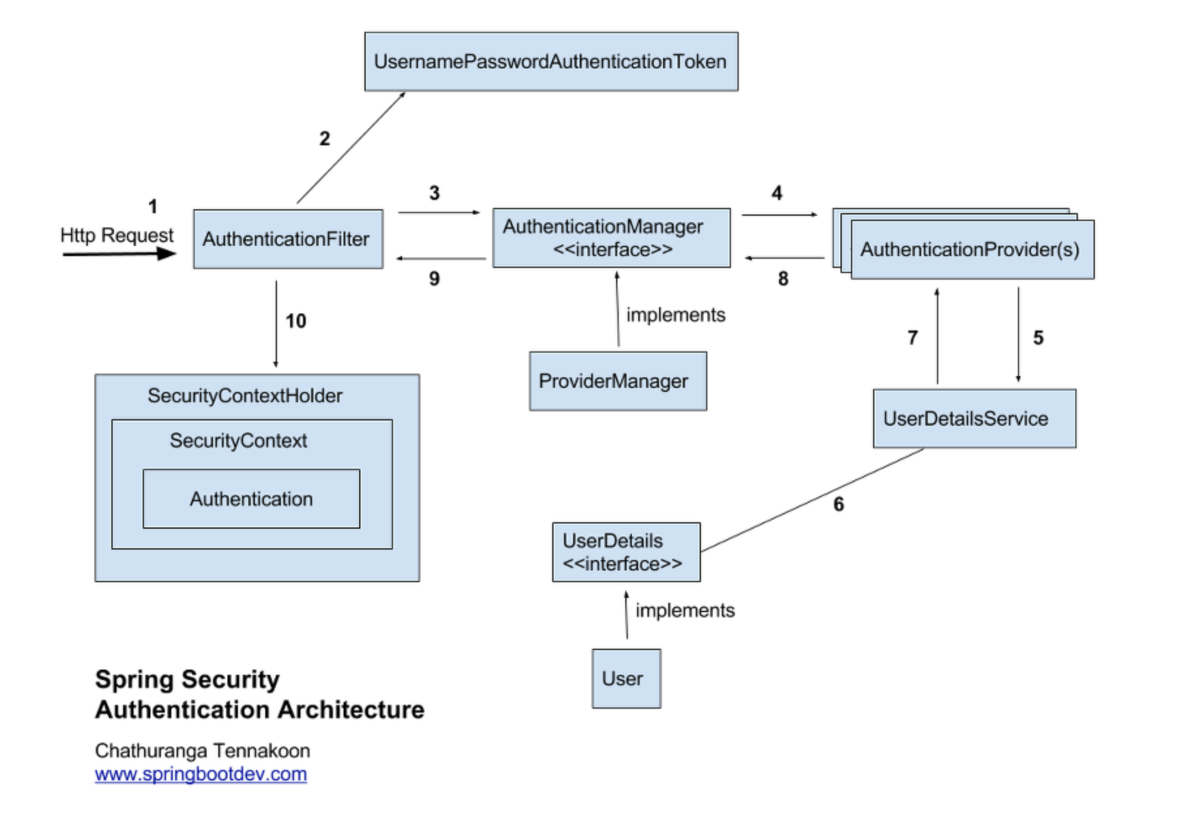 UsernamePasswordAuthenticationToken
2
1
Http Request
AuthenticationFilter
3
9
AuthenticationManager
<<interface>>
4
8
AuthenticationProvider(s)
10
implements
ProviderManager
7
5
SecurityContextHolder
SecurityContext
Authentication
UserDetailsService
6
UserDetails
<<interface>>
implements
User
Spring Security
Authentication Architecture
Chathuranga Tennakoon
www.springbootdev.com